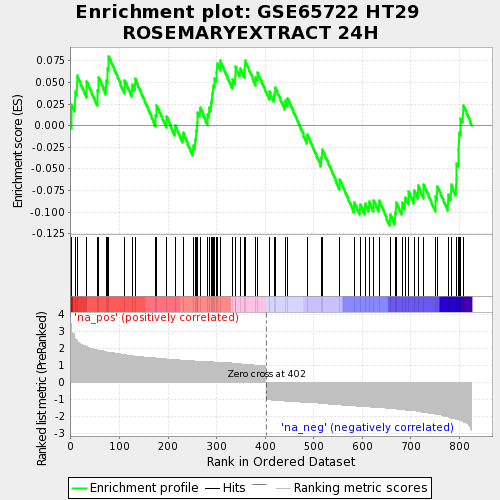 Enrichment plot: GSE65722 HT29
ROSEMARYEXTRACT 24H
Enrichment score (ES)
0.075
0.050
0.025
0.000
-0.025
-0.050
-0.075
-0.100
-0.125
'na_pos' (positively correlated)
Ranked list metric (PreRanked)
4
3
2
1
0
-1
-2
-3
Zero cross at 402
'na_neg' (negatively correlated)
0 100 200 300 400 500 600 700 800
Rank in Ordered Dataset
Enrichment profile Hits Ranking metric scores